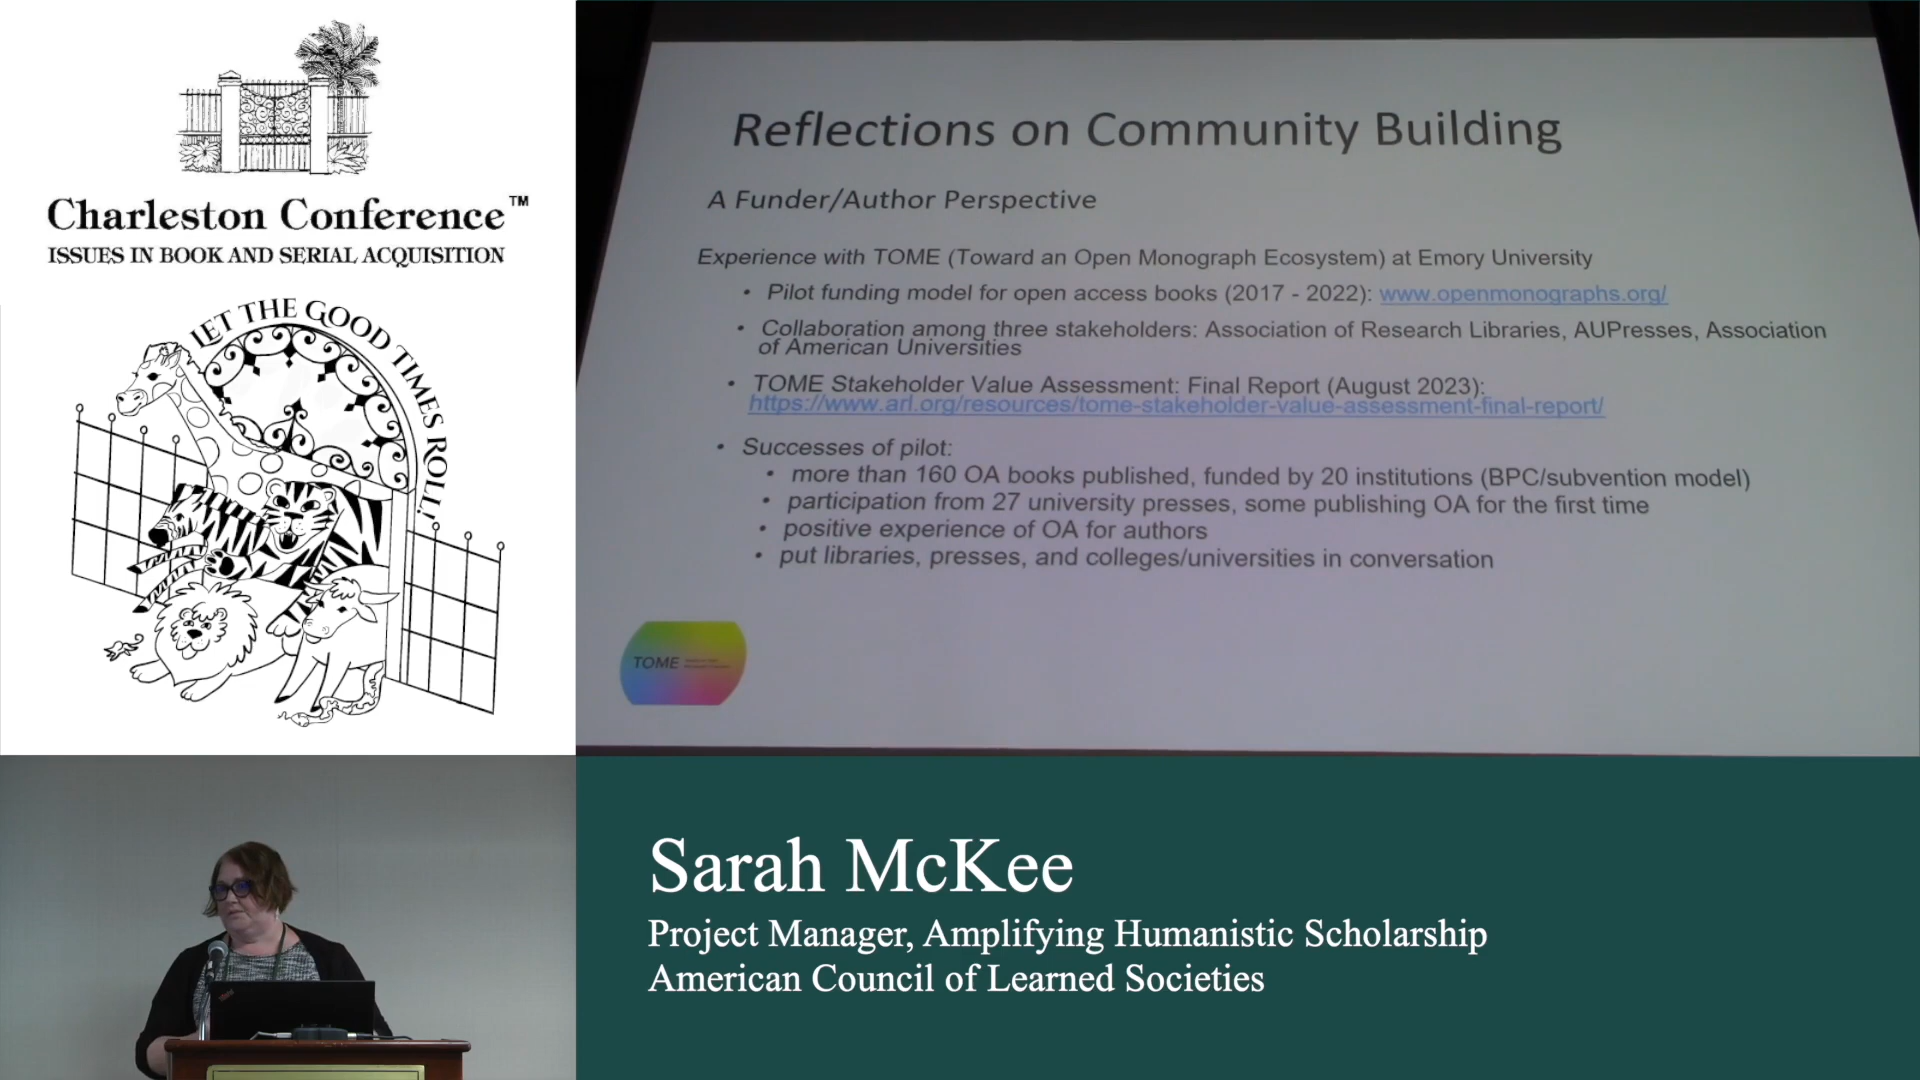 Charleston Conference™
ISSUES IN BOOK AND SERIAL ACQUISITION
LET THE GOOD TIMES ROLL!
Reflections on Community Building
A Funder/Author Perspective
Experience with TOME (Toward an Open Monograph Ecosystem) at Emory University
• Pilot funding model for open access books (2017 - 2022): www.openmonographs.org/
• Collaboration among three stakeholders: Association of Research Libraries, AUPresses, Association
of American Universities
• TOME Stakeholder Value Assessment: Final Report (August 2023):
https://www.arl.org/resources/tome-stakeholder-value-assessment-final-report/
• Successes of pilot:
• more than 160 OA books published, funded by 20 institutions (BPC/subvention model)
• participation from 27 university presses, some publishing OA for the first time
• positive experience of OA for authors
• put libraries, presses, and colleges/universities in conversation
TOME
Sarah McKee
Project Manager, Amplifying Humanistic Scholarship
American Council of Learned Societies